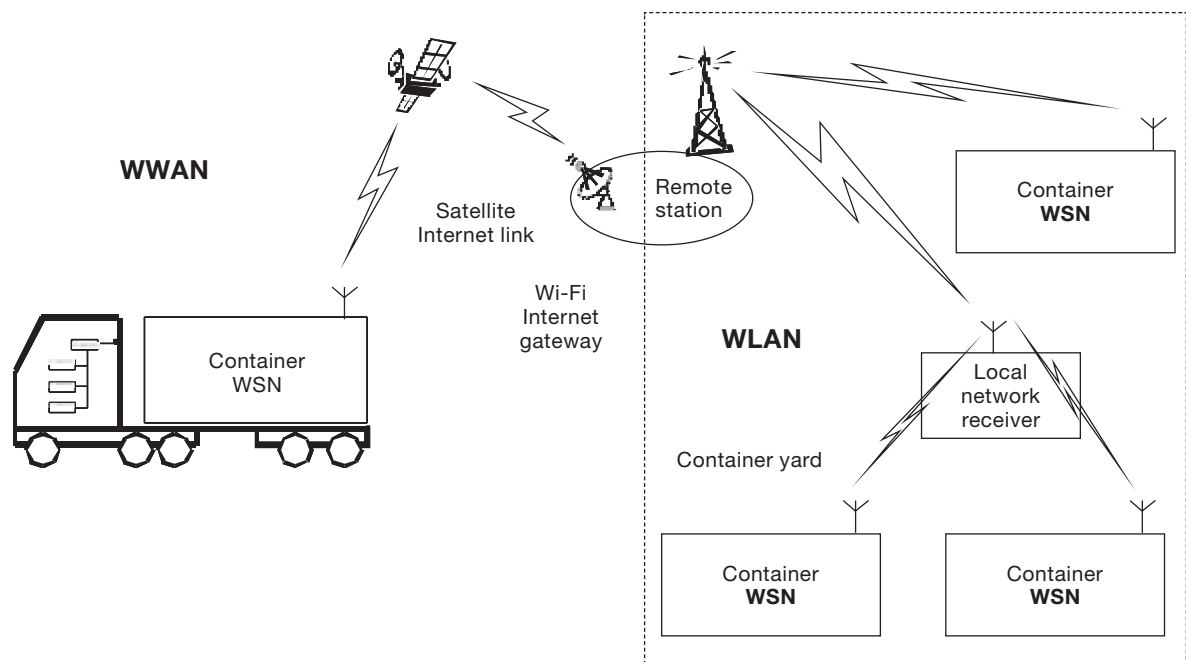 WWAN
Satellite
Internet link
Wi-Fi
Internet
gateway
Container
WSN
Remote
station
Container
WSN
WLAN
Local
network
receiver
Container yard
Container
WSN
Container
WSN